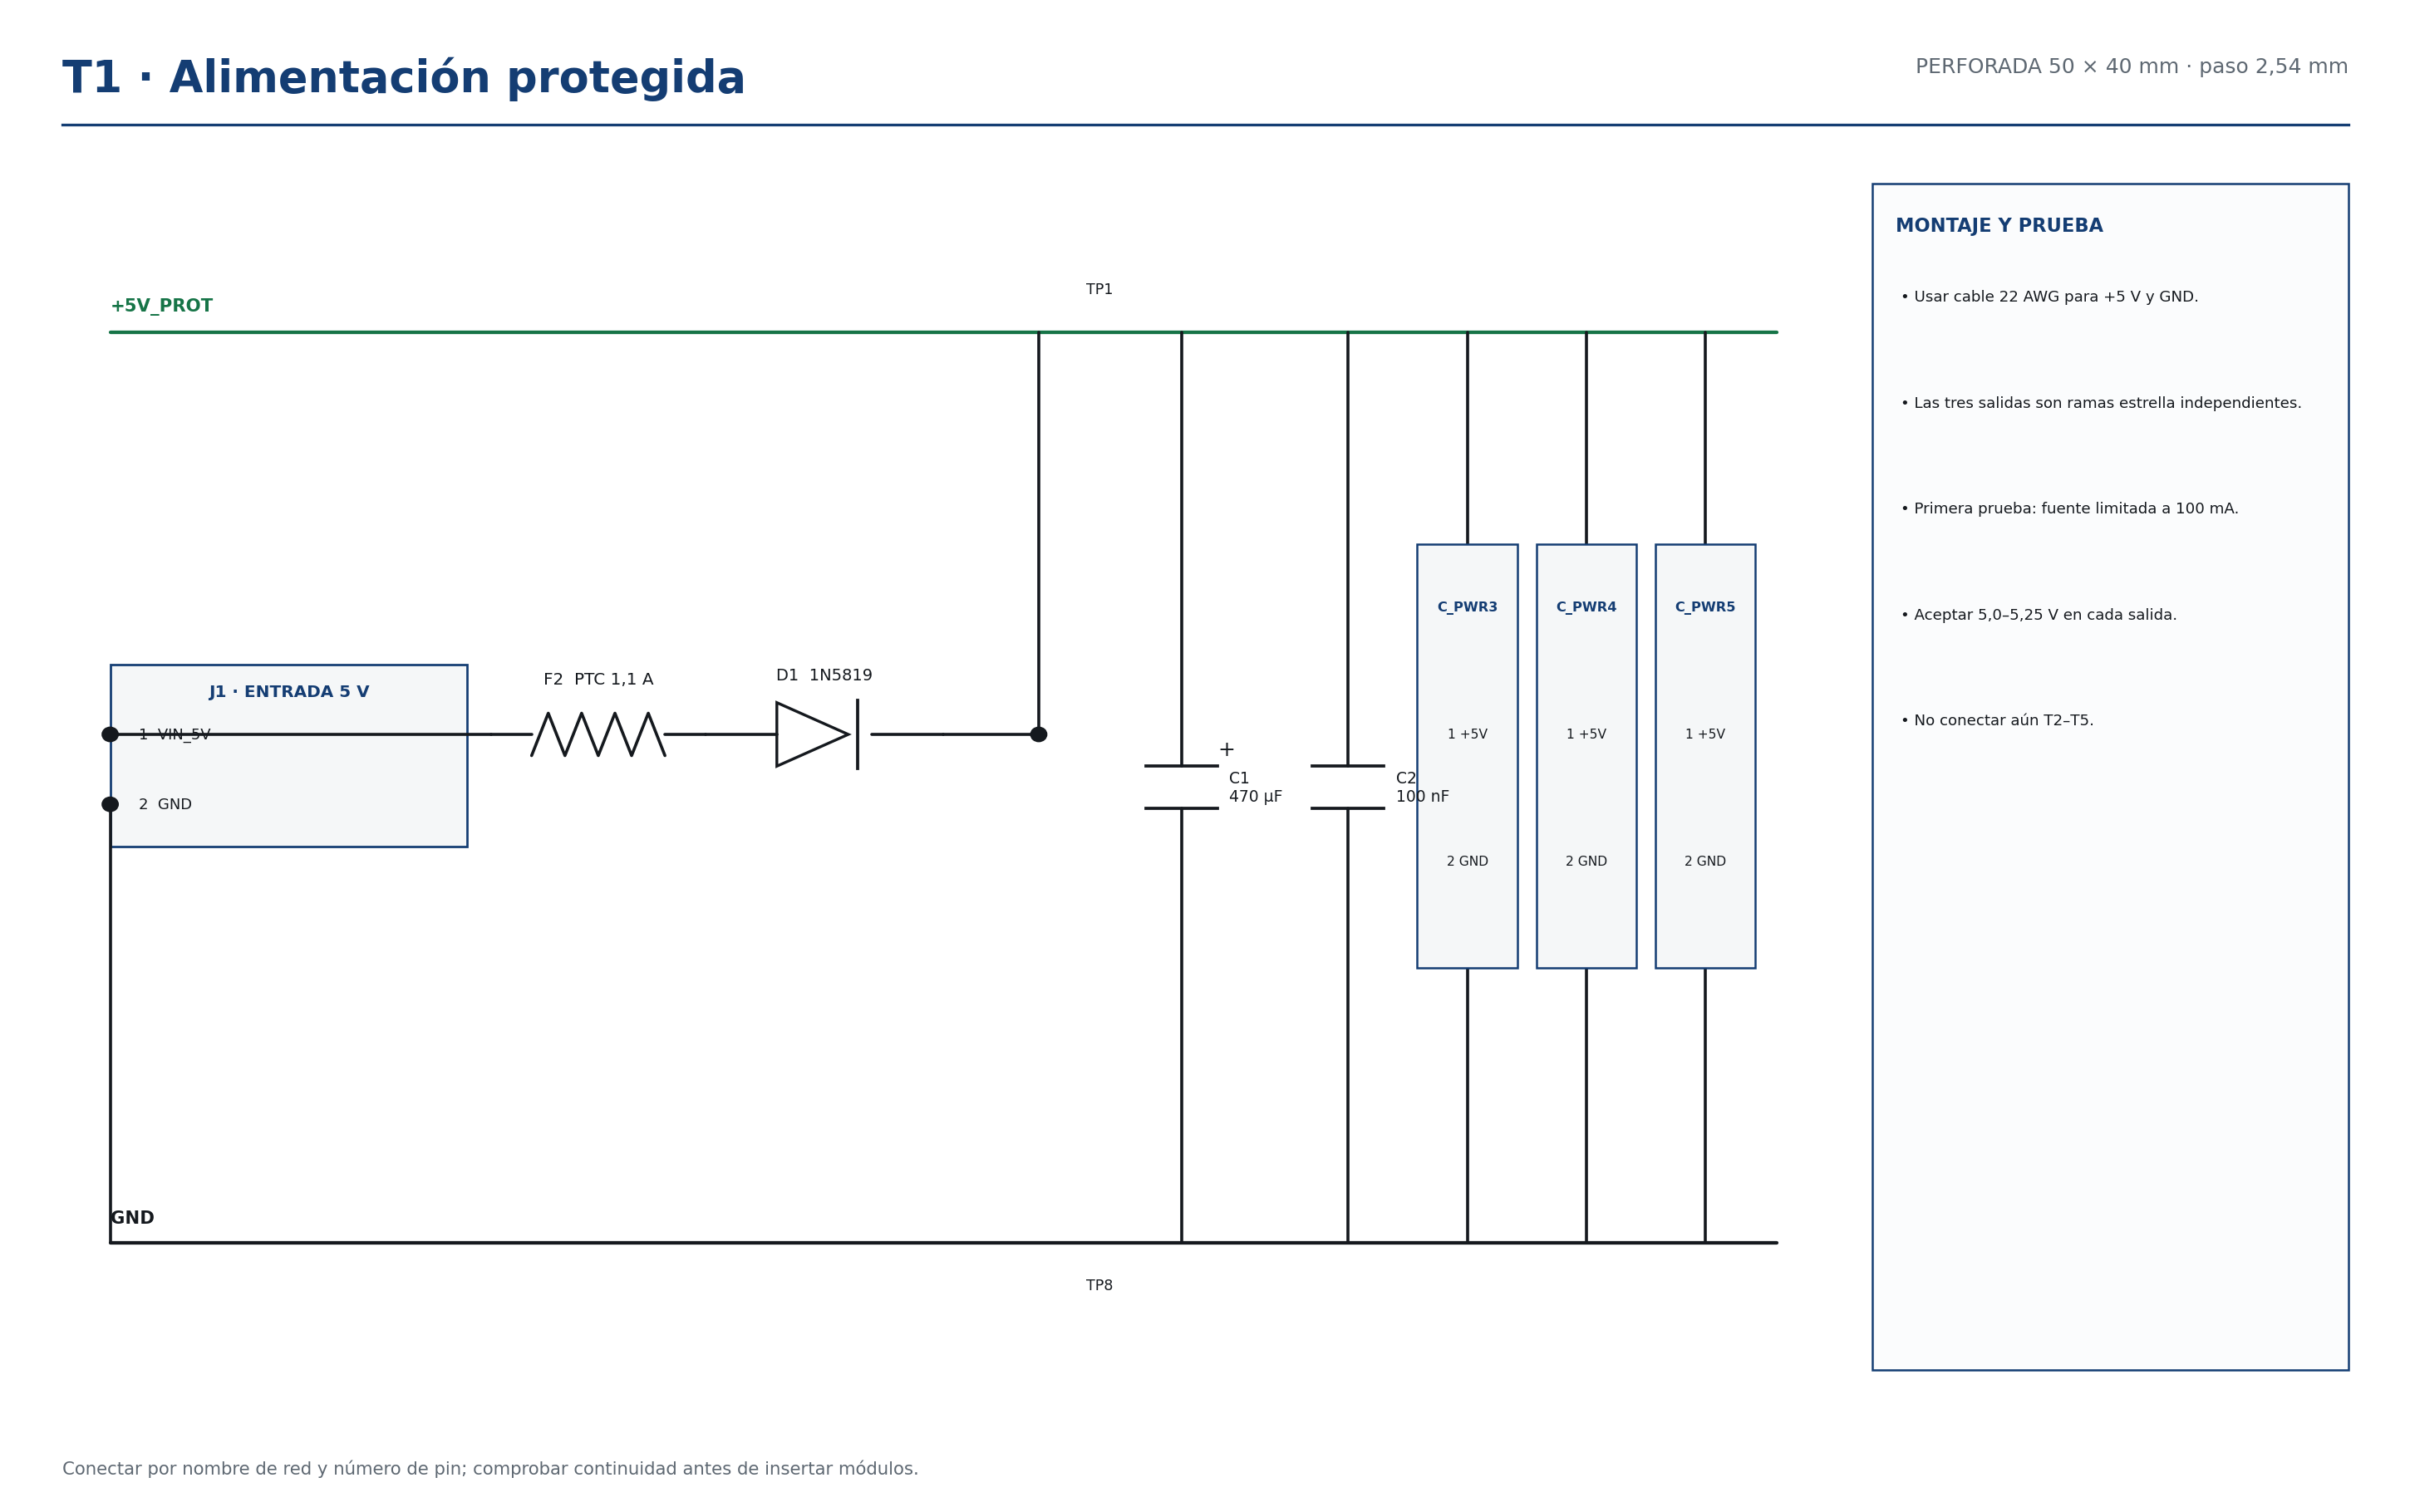 T1 · Alimentación protegida
PERFORADA 50 × 40 mm · paso 2,54 mm
MONTAJE Y PRUEBA
• Usar cable 22 AWG para +5 V y GND.
• Las tres salidas son ramas estrella independientes.
• Primera prueba: fuente limitada a 100 mA.
• Aceptar 5,0–5,25 V en cada salida.
• No conectar aún T2–T5.
TP1
+5V_PROT
J1 · ENTRADA 5 V
1 VIN_5V
2 GND
F2 PTC 1,1 A
D1 1N5819
+
C1
470 µF
C2
100 nF
C_PWR3
1 +5V
2 GND
C_PWR4
1 +5V
2 GND
C_PWR5
1 +5V
2 GND
GND
TP8
Conectar por nombre de red y número de pin; comprobar continuidad antes de insertar módulos.